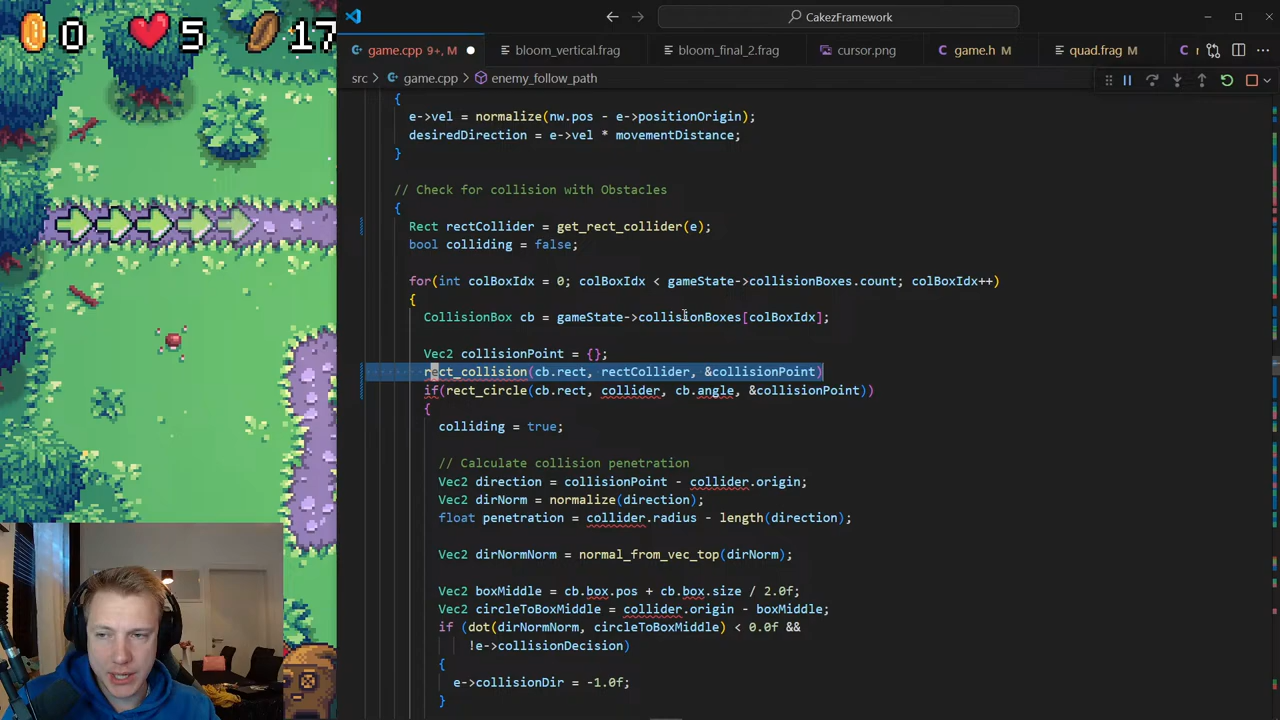 0 5 17
CakezFramework
game.cpp 9+, M bloom_vertical.frag bloom_final_2.frag cursor.png game.h M quad.frag M
src > game.cpp > enemy_follow_path
{
e->vel = normalize(nw.pos - e->positionOrigin);
desiredDirection = e->vel * movementDistance;
}
// Check for collision with Obstacles
{
Rect rectCollider = get_rect_collider(e);
bool colliding = false;
for(int colBoxIdx = 0; colBoxIdx < gameState->collisionBoxes.count; colBoxIdx++)
{
CollisionBox cb = gameState->collisionBoxes[colBoxIdx];
Vec2 collisionPoint = {};
rect_collision(cb.rect, rectCollider, &collisionPoint)
if(rect_circle(cb.rect, collider, cb.angle, &collisionPoint))
{
colliding = true;
// Calculate collision penetration
Vec2 direction = collisionPoint - collider.origin;
Vec2 dirNorm = normalize(direction);
float penetration = collider.radius - length(direction);
Vec2 dirNormNorm = normal_from_vec_top(dirNorm);
Vec2 boxMiddle = cb.box.pos + cb.box.size / 2.0f;
Vec2 circleToBoxMiddle = collider.origin - boxMiddle;
if (dot(dirNormNorm, circleToBoxMiddle) < 0.0f &&
!e->collisionDecision)
{
e->collisionDir = -1.0f;
}